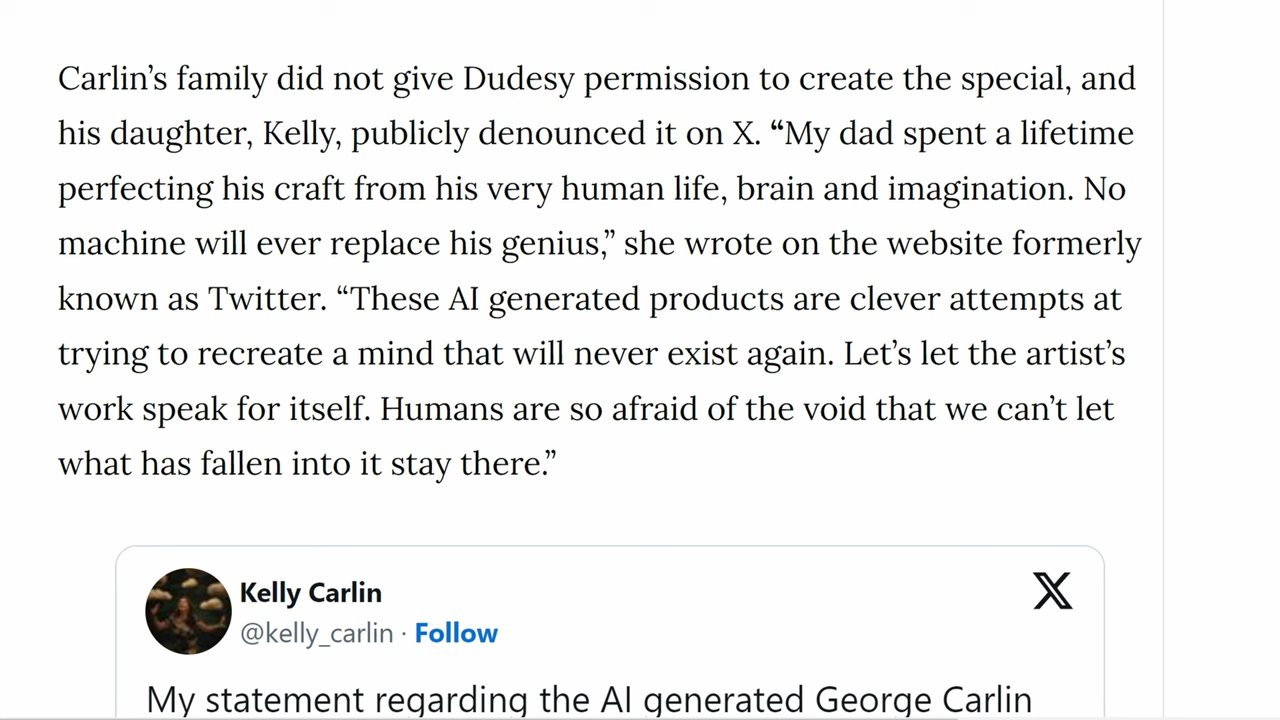 Carlin’s family did not give Dudesy permission to create the special, and
his daughter, Kelly, publicly denounced it on X. “My dad spent a lifetime
perfecting his craft from his very human life, brain and imagination. No
machine will ever replace his genius,” she wrote on the website formerly
known as Twitter. “These AI generated products are clever attempts at
trying to recreate a mind that will never exist again. Let’s let the artist’s
work speak for itself. Humans are so afraid of the void that we can’t let
what has fallen into it stay there.”
Kelly Carlin
@kelly_carlin · Follow
My statement regarding the AI generated George Carlin